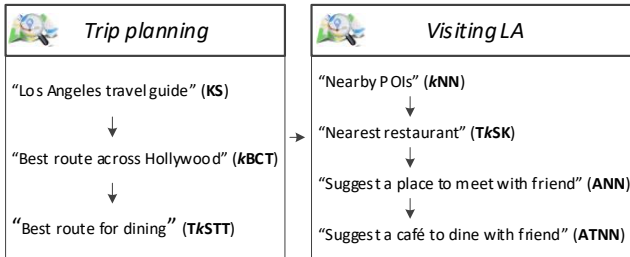 Trip planning
“Los Angeles travel guide” (KS)
“Best route across Hollywood” (kBCT)
“Best route for dining” (TkSTT)
Visiting LA
“Nearby POIs” (kNN)
“Nearest restaurant” (TkSK)
“Suggest a place to meet with friend” (ANN)
“Suggest a café to dine with friend” (ATNN)